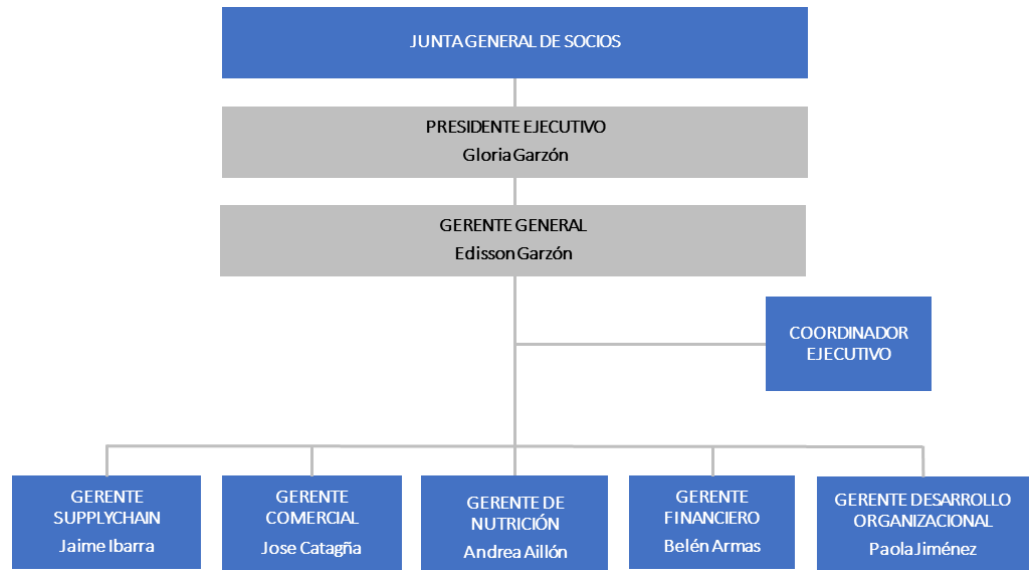 JUNTA GENERAL DE SOCIOS
PRESIDENTE EJECUTIVO
Gloria Garzón
GERENTE GENERAL
Edisson Garzón
COORDINADOR
EJECUTIVO
GERENTE
SUPPLYCHAIN
Jaime Ibarra
GERENTE
COMERCIAL
Jose Catagña
GERENTE DE
NUTRICIÓN
Andrea Aillón
GERENTE
FINANCIERO
Belén Armas
GERENTE DESARROLLO
ORGANIZACIONAL
Paola Jiménez